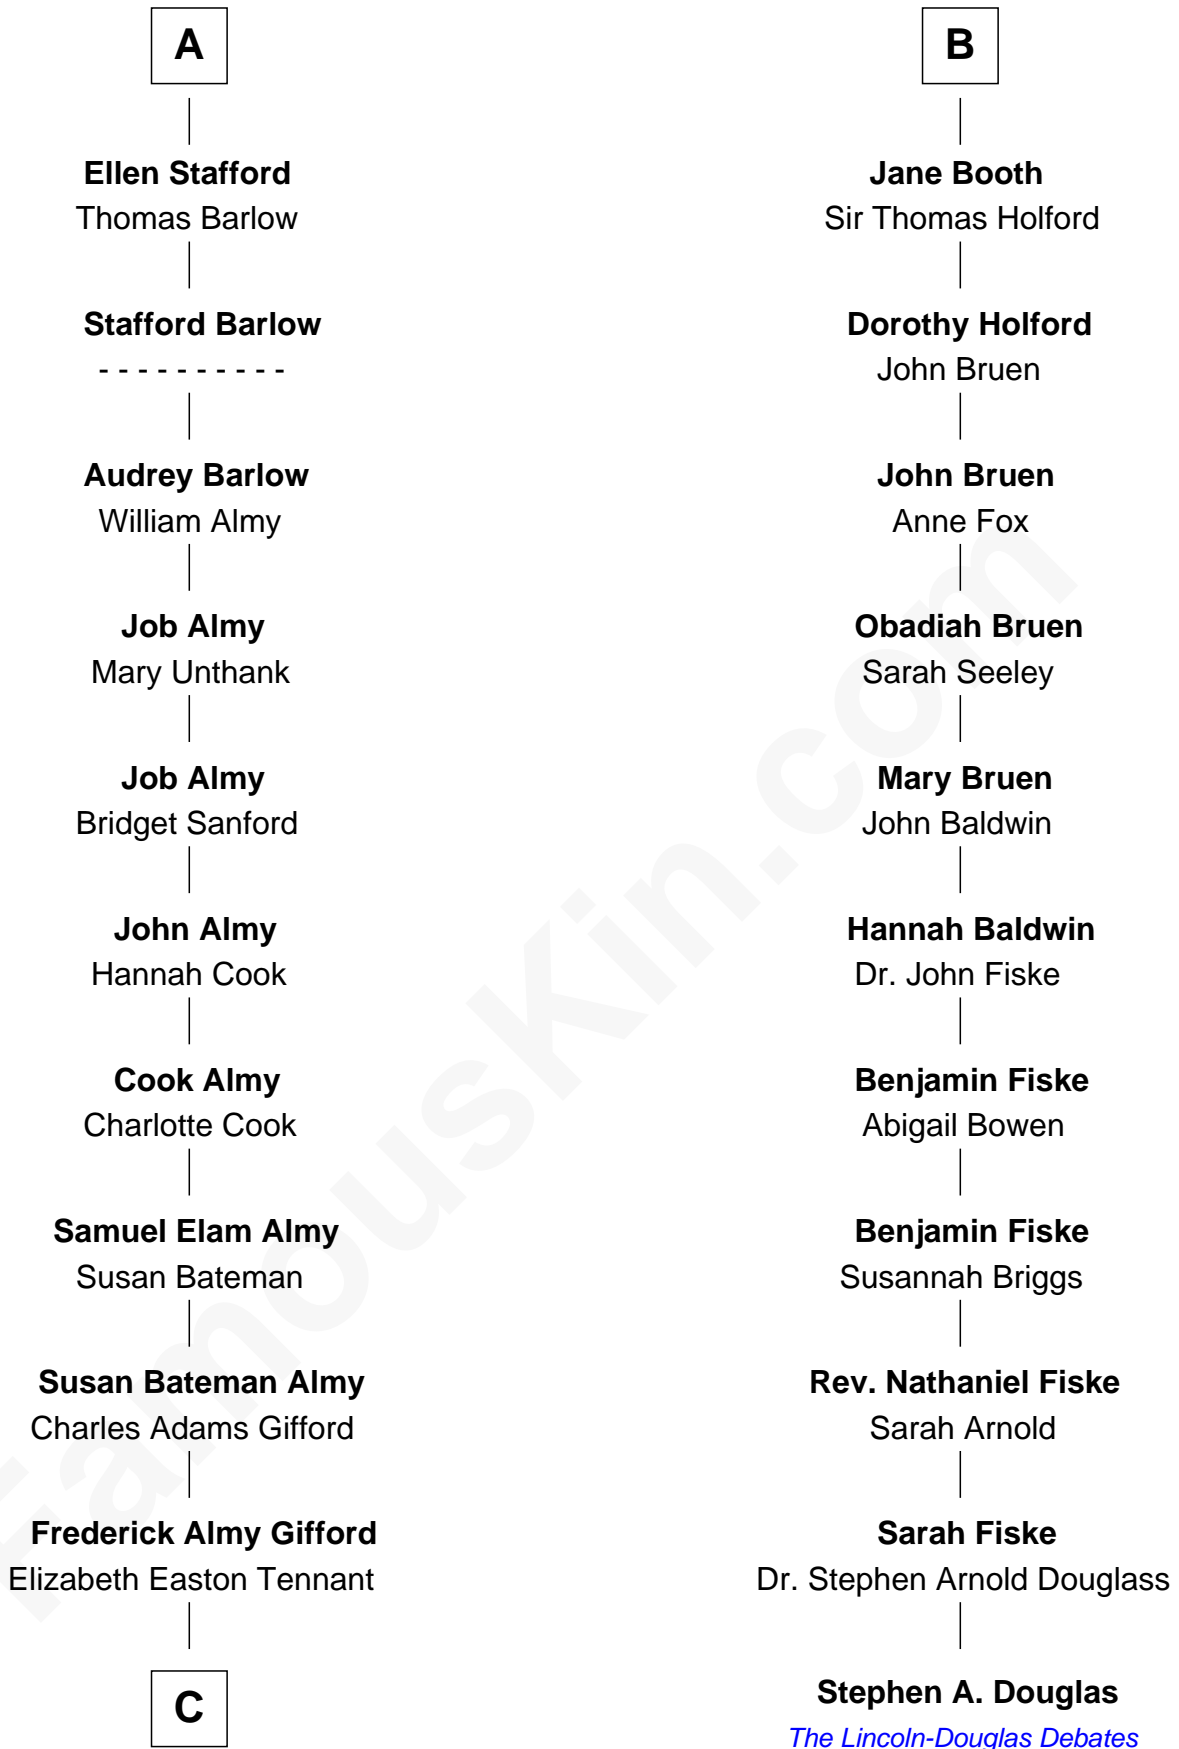 A
Ellen Stafford
Thomas Barlow
Stafford Barlow
- - - - - - - - - -
Audrey Barlow
William Almy
Job Almy
Mary Unthank
Job Almy
Bridget Sanford
John Almy
Hannah Cook
Cook Almy
Charlotte Cook
Samuel Elam Almy
Susan Bateman
Susan Bateman Almy
Charles Adams Gifford
Frederick Almy Gifford
Elizabeth Easton Tennant
C
B
Jane Booth
Sir Thomas Holford
Dorothy Holford
John Bruen
John Bruen
Anne Fox
Obadiah Bruen
Sarah Seeley
Mary Bruen
John Baldwin
Hannah Baldwin
Dr. John Fiske
Benjamin Fiske
Abigail Bowen
Benjamin Fiske
Susannah Briggs
Rev. Nathaniel Fiske
Sarah Arnold
Sarah Fiske
Dr. Stephen Arnold Douglass
Stephen A. Douglas
The Lincoln-Douglas Debates
FamousKin.com